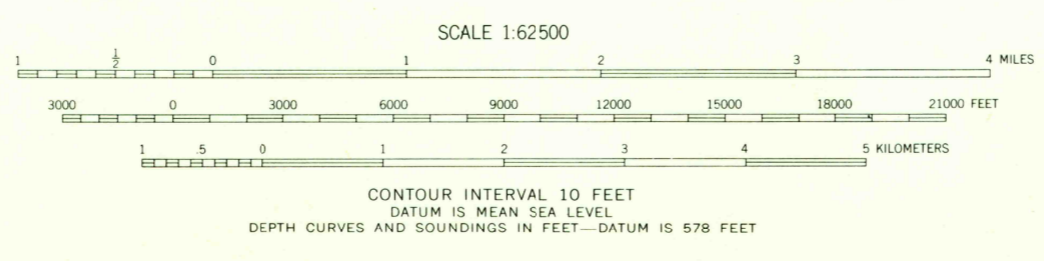 SCALE 1:62500
1 ½ 0 1 2 3 4 MILES
3000 0 3000 6000 9000 12000 15000 18000 21000 FEET
1 .5 0 1 2 3 4 5 KILOMETERS
CONTOUR INTERVAL 10 FEET
DATUM IS MEAN SEA LEVEL
DEPTH CURVES AND SOUNDINGS IN FEET—DATUM IS 578 FEET